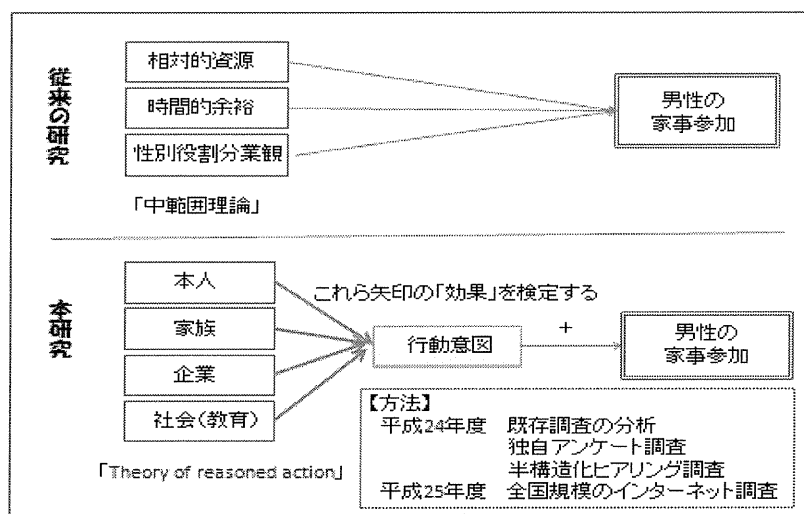 従来の研究
相対的資源
時間的余裕
性別役割分業観
男性の
家事参加
「中範囲理論」
本研究
本人
家族
企業
社会(教育)
これら矢印の「効果」を検定する
行動意図
+
男性の
家事参加
「Theory of reasoned action」
【方法】
平成24年度 既存調査の分析
独自アンケート調査
半構造化ヒアリング調査
平成25年度 全国規模のインターネット調査